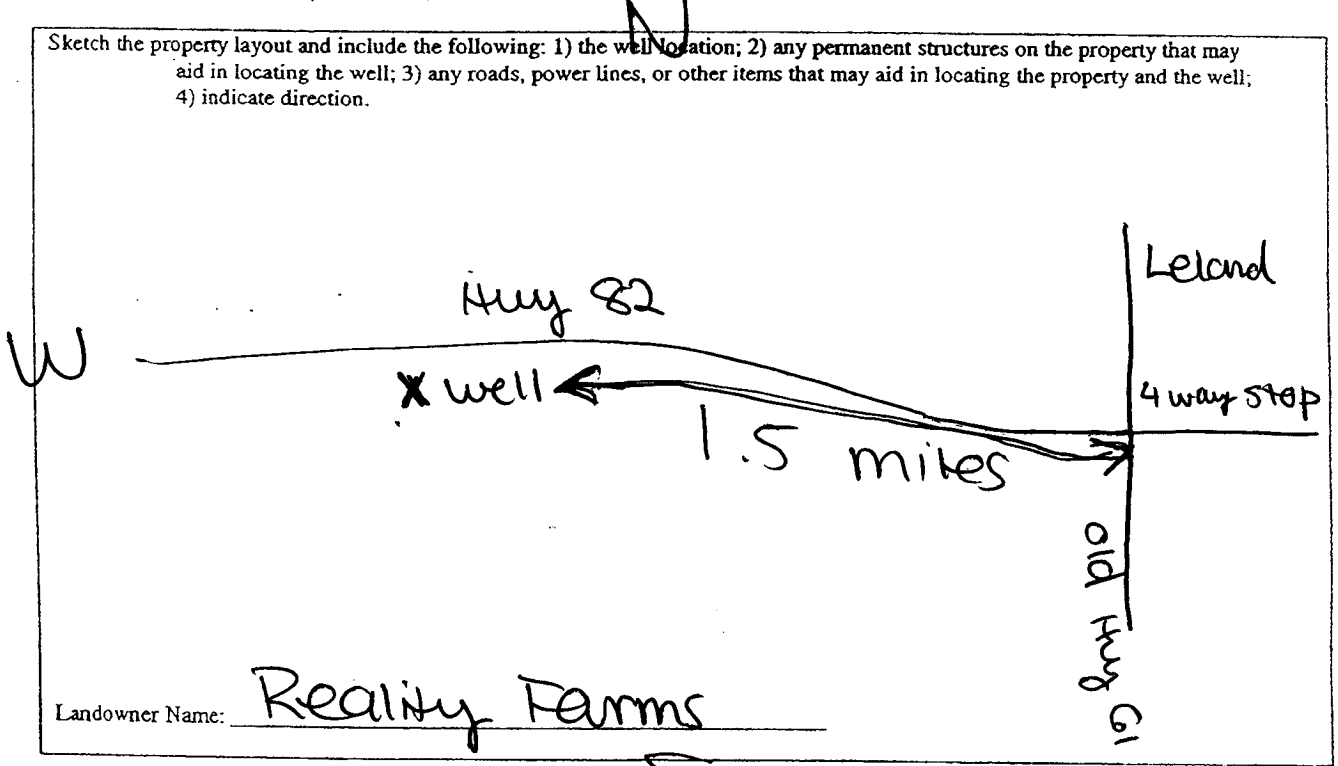 N
Sketch the property layout and include the following: 1) the well location; 2) any permanent structures on the property that may
aid in locating the well; 3) any roads, power lines, or other items that may aid in locating the property and the well;
4) indicate direction.
Leland
Hwy 82
W
X well
4 way stop
1.5 miles
old Hwy 61
Landowner Name: Reality Farms